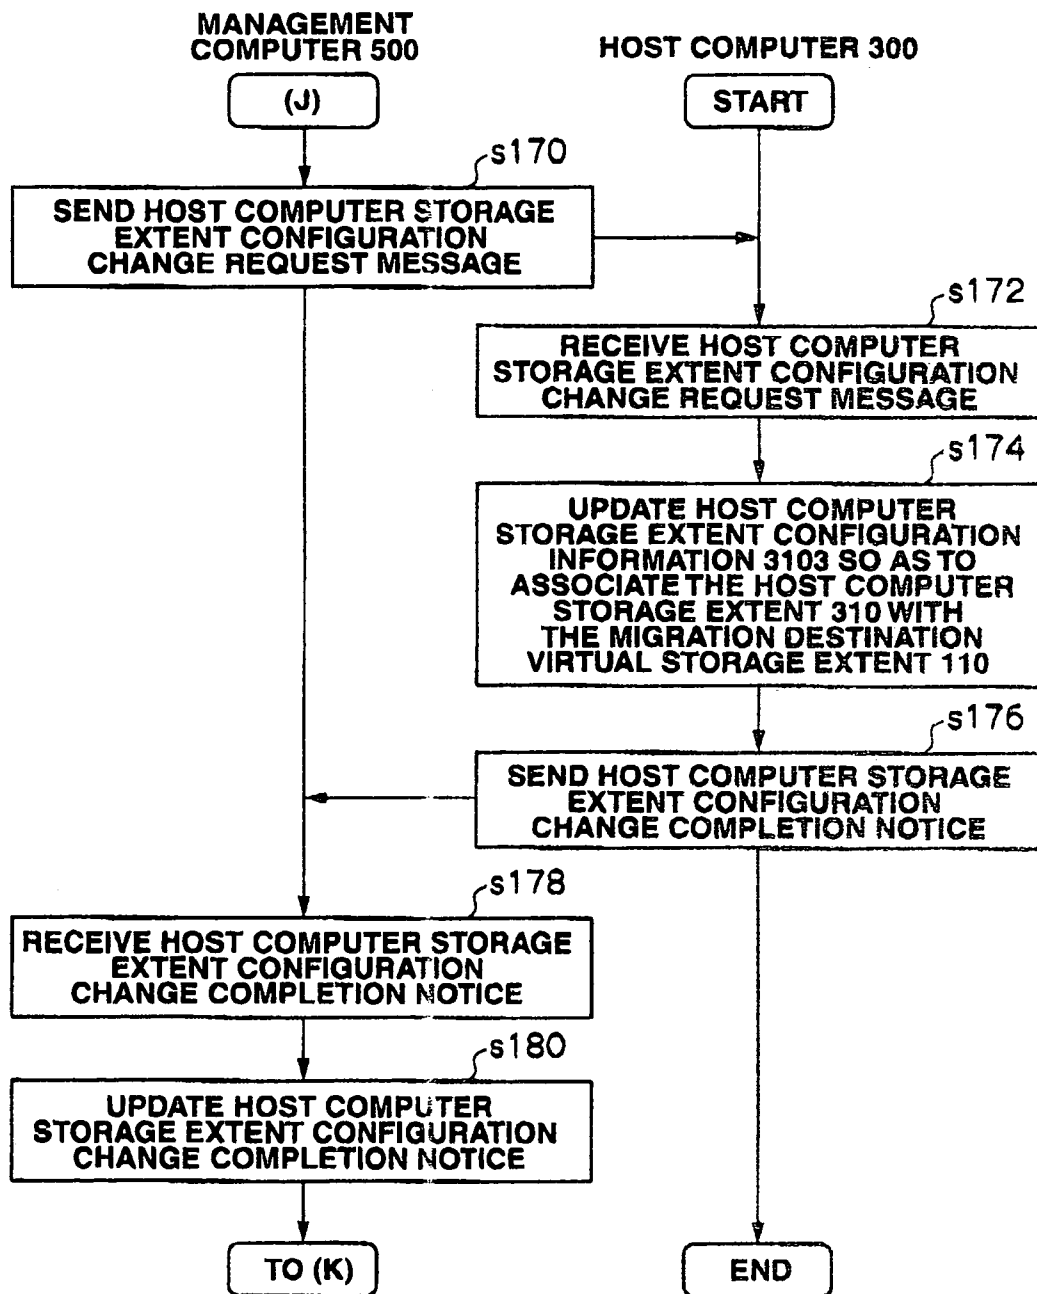 MANAGEMENT
COMPUTER 500
HOST COMPUTER 300
(J)
START
s170
SEND HOST COMPUTER STORAGE
EXTENT CONFIGURATION
CHANGE REQUEST MESSAGE
s172
RECEIVE HOST COMPUTER
STORAGE EXTENT CONFIGURATION
CHANGE REQUEST MESSAGE
s174
UPDATE HOST COMPUTER
STORAGE EXTENT CONFIGURATION
INFORMATION 3103 SO AS TO
ASSOCIATE THE HOST COMPUTER
STORAGE EXTENT 310 WITH
THE MIGRATION DESTINATION
VIRTUAL STORAGE EXTENT 110
s176
SEND HOST COMPUTER STORAGE
EXTENT CONFIGURATION
CHANGE COMPLETION NOTICE
s178
RECEIVE HOST COMPUTER STORAGE
EXTENT CONFIGURATION
CHANGE COMPLETION NOTICE
s180
UPDATE HOST COMPUTER
STORAGE EXTENT CONFIGURATION
CHANGE COMPLETION NOTICE
TO (K)
END